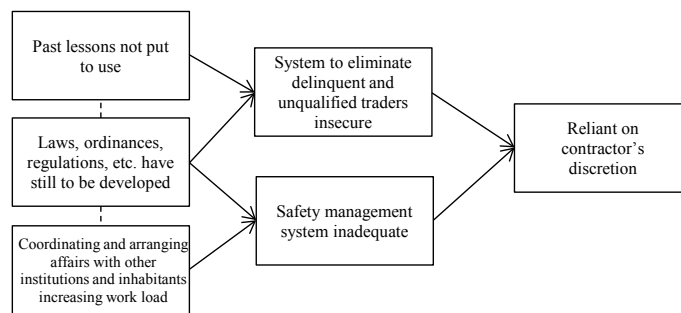 Past lessons not put
to use
Laws, ordinances,
regulations, etc. have
still to be developed
Coordinating and arranging
affairs with other
institutions and inhabitants
increasing work load
System to eliminate
delinquent and
unqualified traders
insecure
Safety management
system inadequate
Reliant on
contractor’s
discretion